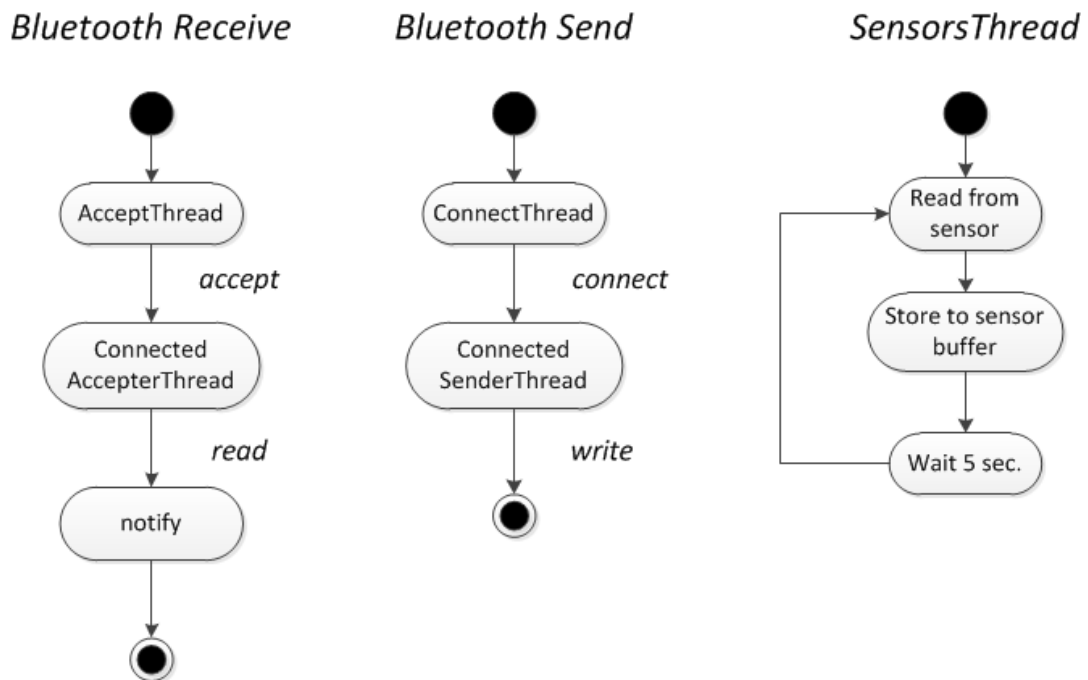 Bluetooth Receive
AcceptThread
accept
Connected
AccepterThread
read
notify
Bluetooth Send
ConnectThread
connect
Connected
SenderThread
write
SensorsThread
Read from
sensor
Store to sensor
buffer
Wait 5 sec.